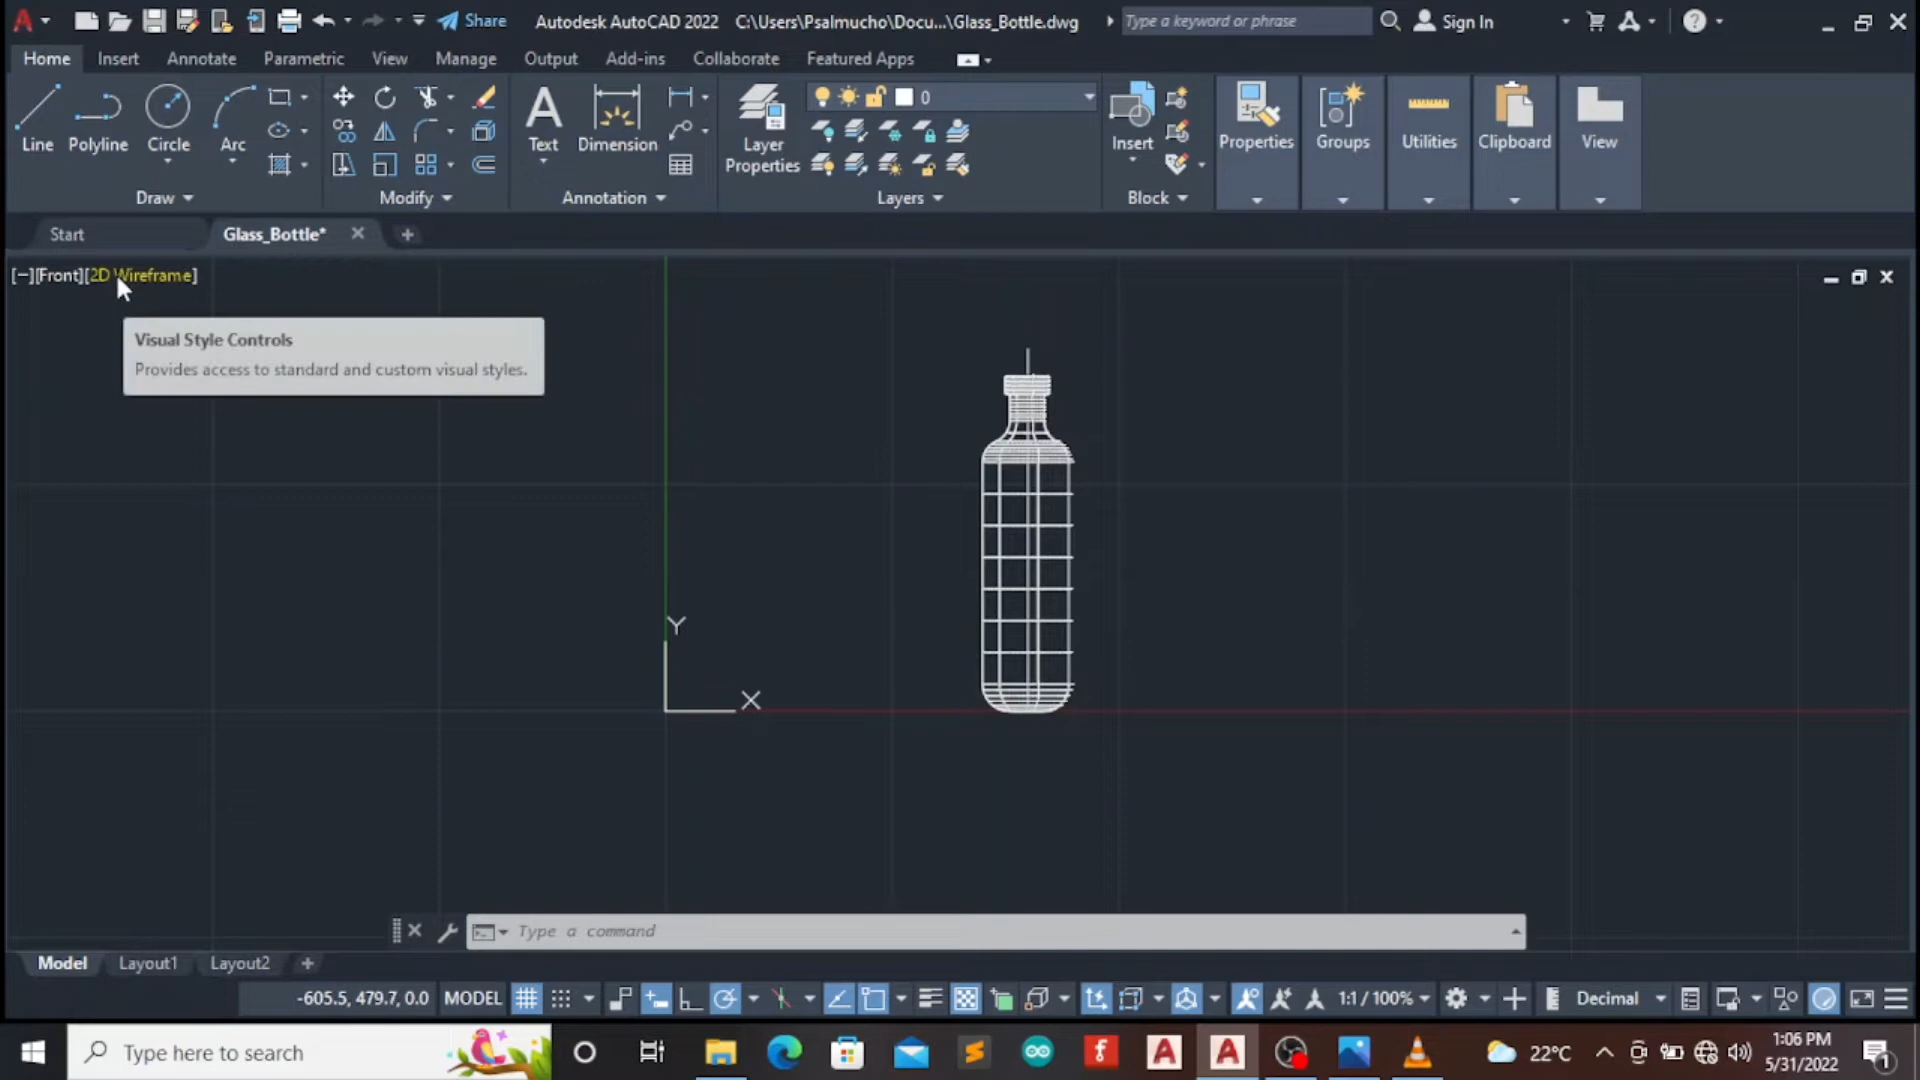 Share
Autodesk AutoCAD 2022 C:\Users\Psalmucho\Docu...\Glass_Bottle.dwg
Type a keyword or phrase
Sign In
Home Insert Annotate Parametric View Manage Output Add-ins Collaborate Featured Apps
0
Line Polyline Circle Arc Text Dimension Layer Properties Insert Properties Groups Utilities Clipboard View
Draw Modify Annotation Layers Block
Start Glass_Bottle*
[−][Front][2D Wireframe]
Visual Style Controls
Provides access to standard and custom visual styles.
Y
X
Type a command
Model Layout1 Layout2
-605.5, 479.7, 0.0 MODEL 1:1 / 100% Decimal
Type here to search
22°C
1:06 PM
5/31/2022
1